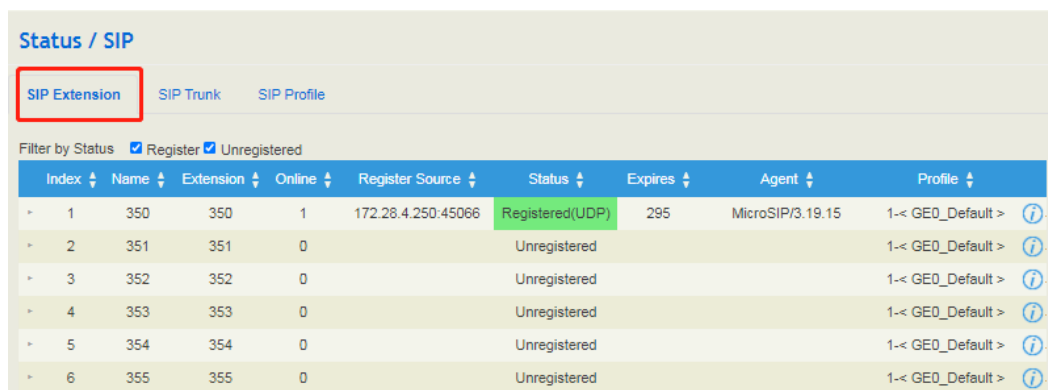 Status / SIP
SIP Extension SIP Trunk SIP Profile
Filter by Status Register Unregistered
Index Name Extension Online Register Source Status Expires Agent Profile
1 350 350 1 172.28.4.250:45066 Registered(UDP) 295 MicroSIP/3.19.15 1-< GE0_Default >
2 351 351 0 Unregistered 1-< GE0_Default >
3 352 352 0 Unregistered 1-< GE0_Default >
4 353 353 0 Unregistered 1-< GE0_Default >
5 354 354 0 Unregistered 1-< GE0_Default >
6 355 355 0 Unregistered 1-< GE0_Default >